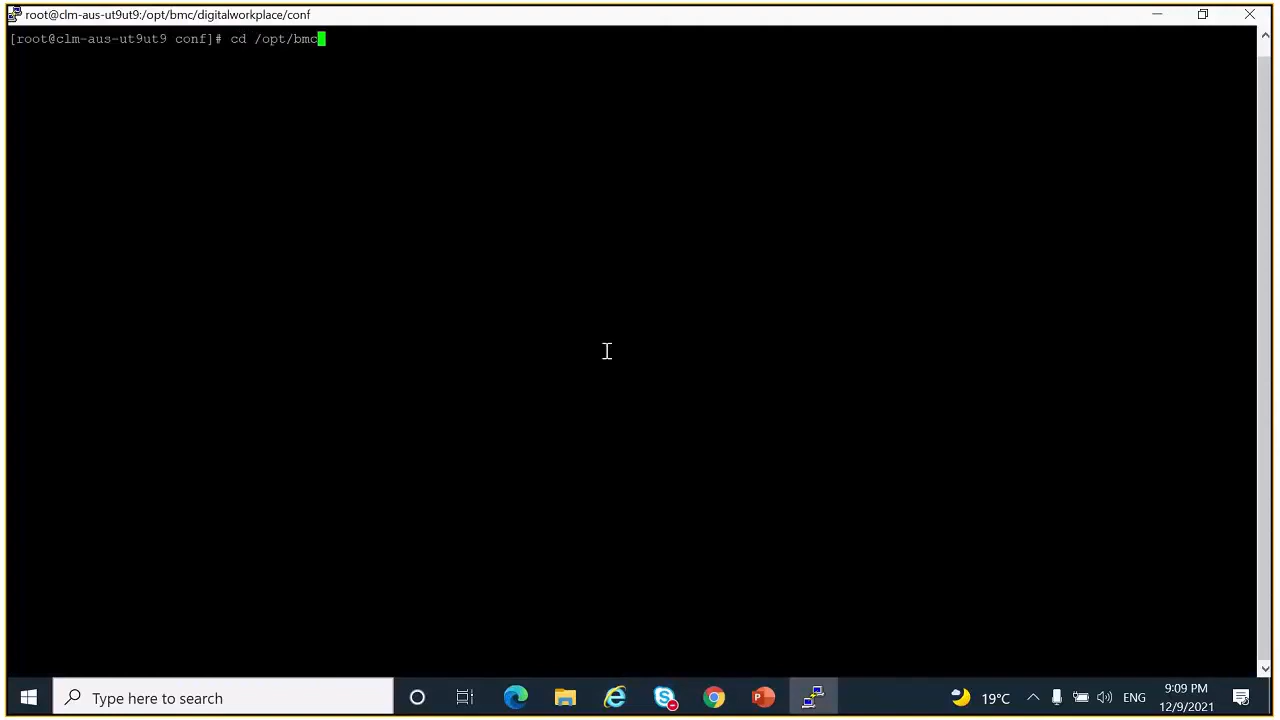 root@clm-aus-ut9ut9:/opt/bmc/digitalworkplace/conf
[root@clm-aus-ut9ut9 conf]# cd /opt/bmc
Type here to search
19°C
ENG
9:09 PM
12/9/2021